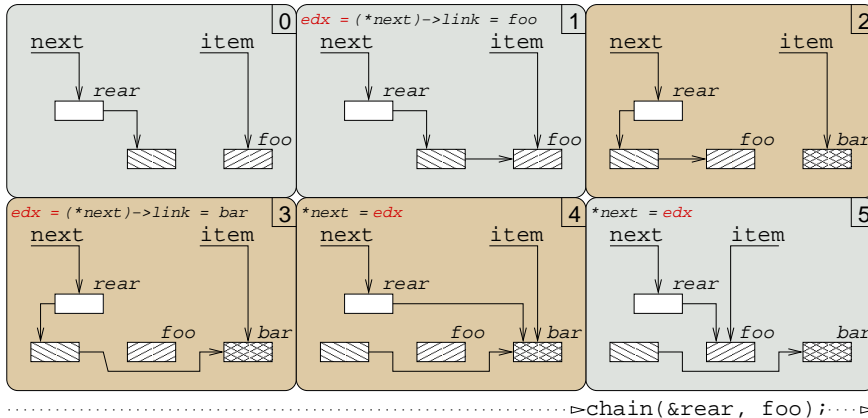 0
next item
rear
foo
edx = (*next)->link = foo 1
next item
rear
foo
2
next item
rear
foo bar
edx = (*next)->link = bar 3
next item
rear
foo bar
*next = edx 4
next item
rear
foo bar
*next = edx 5
next item
rear
foo bar
chain(&rear, foo);